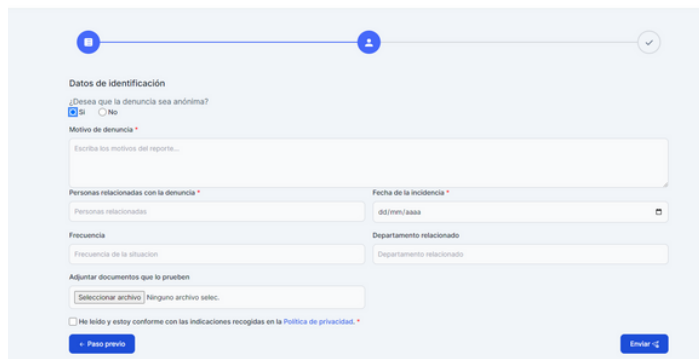 Datos de identificación
¿Desea que la denuncia sea anónima?
Si No
Motivo de denuncia *
Escriba los motivos del reporte...
Personas relacionadas con la denuncia * Fecha de la incidencia *
Personas relacionadas dd/mm/aaaa
Frecuencia Departamento relacionado
Frecuencia de la situacion Departamento relacionado
Adjuntar documentos que lo prueben
Seleccionar archivo Ninguno archivo selec.
He leído y estoy conforme con las indicaciones recogidas en la Política de privacidad. *
← Paso previo Enviar